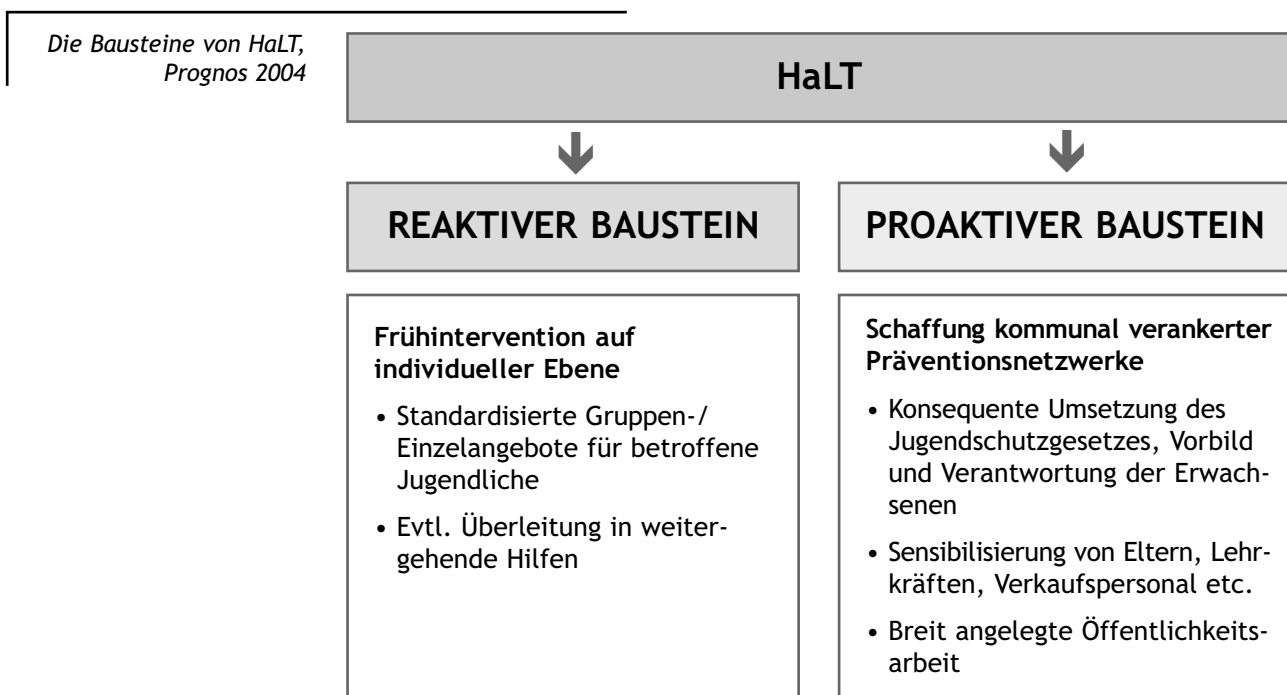 Die Bausteine von HaLT,
Prognos 2004
HaLT
REAKTIVER BAUSTEIN
Frühintervention auf
individueller Ebene
• Standardisierte Gruppen-/
Einzelangebote für betroffene
Jugendliche
• Evtl. Überleitung in weiter-
gehende Hilfen
PROAKTIVER BAUSTEIN
Schaffung kommunal verankerter
Präventionsnetzwerke
• Konsequente Umsetzung des
Jugendschutzgesetzes, Vorbild
und Verantwortung der Erwach-
senen
• Sensibilisierung von Eltern, Lehr-
kräften, Verkaufspersonal etc.
• Breit angelegte Öffentlichkeits-
arbeit